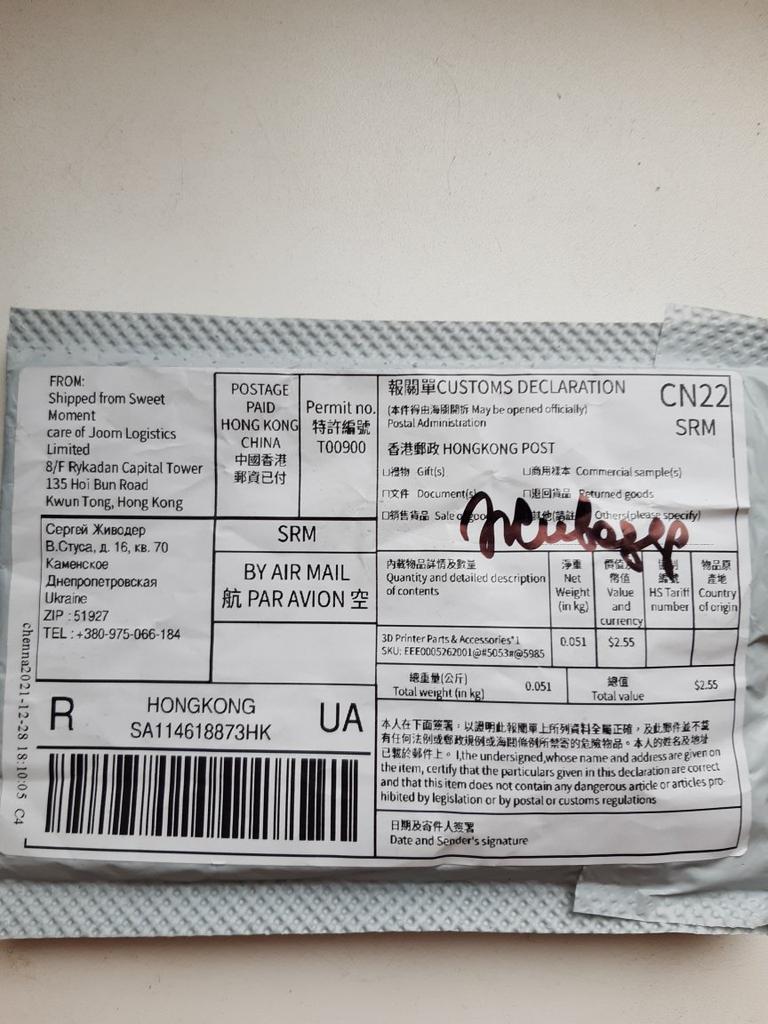 FROM:
Shipped from Sweet
Moment
care of Joom Logistics
Limited
8/F Rykadan Capital Tower
135 Hoi Bun Road
Kwun Tong, Hong Kong
POSTAGE
PAID
HONG KONG
CHINA
中國香港
郵資已付
Permit no.
特許編號
T00900
Сергей Живодер
В.Стуса, д. 16, кв. 70
Каменское
Днепропетровская
Ukraine
ZIP : 51927
TEL : +380-975-066-184
SRM
BY AIR MAIL
航 PAR AVION 空
R
HONGKONG
SA114618873HK
UA
chenna2021-12-28 18:10:05 C4
報關單CUSTOMS DECLARATION
CN22
(本件得由海關開拆 May be opened officially)
Postal Administration
SRM
香港郵政 HONGKONG POST
禮物 Gift(s)
商用樣本 Commercial sample(s)
文件 Document(s)
退回貨品 Returned goods
銷售貨品 Sale of goo
其他(請註 Others(please specify)
Живодер
內載物品詳情及數量
Quantity and detailed description
of contents
淨重
Net
Weight
(in kg)
價值及
幣值
Value
and
currency
編號
HS Tariff
number
物品原
產地
Country
of origin
3D Printer Parts & Accessories*1
SKU: EEE0005262001@#5053#@5985
0.051
$2.55
總重量(公斤)
Total weight (in kg)
0.051
總值
Total value
$2.55
本人在下面簽署，以證明此報關單上所列資料全屬正確，及此郵件並不載
有任何法例或郵政規例或海關條例所禁寄的危險物品。本人的姓名及地址
已載於郵件上。I,the undersigned,whose name and address are given on
the item, certify that the particulars given in this declaration are correct
and that this item does not contain any dangerous article or articles pro-
hibited by legislation or by postal or customs regulations
日期及寄件人簽署
Date and Sender's signature